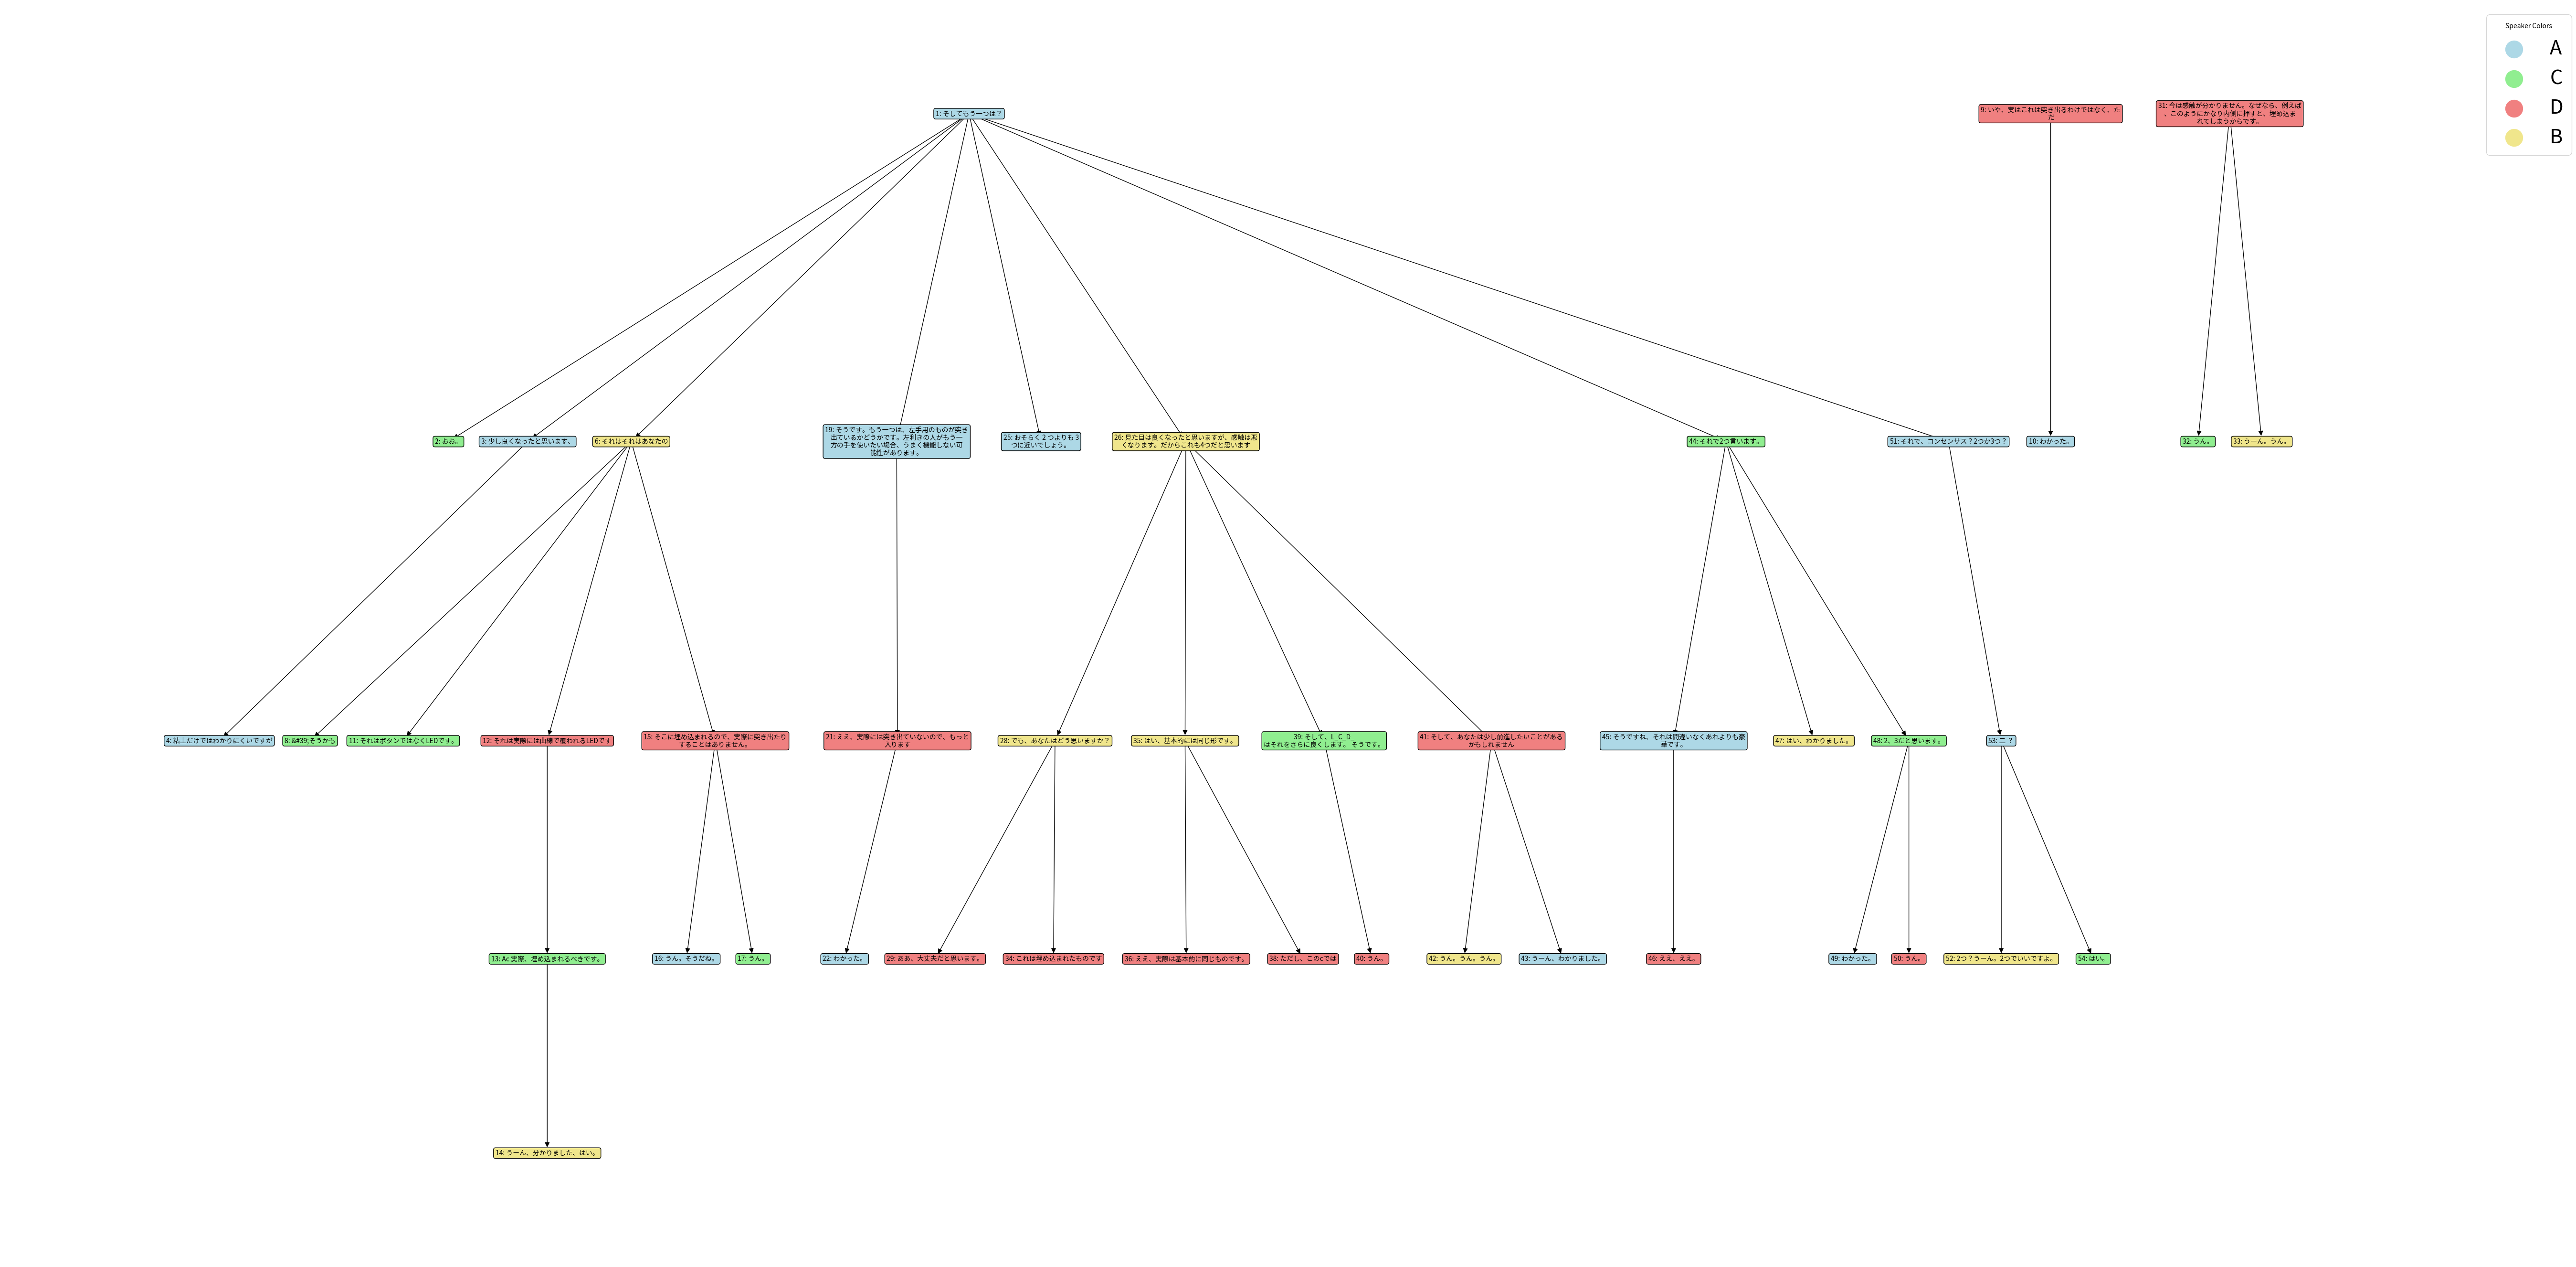 Speaker Colors
A
C
D
B
1: そしてもう一つは？
9: いや、実はこれは突き出るわけではなく、た
だ
31: 今は感触が分かりません。なぜなら、例えば
、このようにかなり内側に押すと、埋め込ま
れてしまうからです。
2: おお。
3: 少し良くなったと思います、
6: それはそれはあなたの
19: そうです。もう一つは、左手用のものが突き
出ているかどうかです。左利きの人がもう一
方の手を使いたい場合、うまく機能しない可
能性があります。
25: おそらく２つよりも３
つに近いでしょう。
26: 見た目は良くなったと思いますが、感触は悪
くなります。だからこれも4つだと思います
44: それで2つ言います。
51: それで、コンセンサス？2つか3つ？
10: わかった。
32: うん。
33: うーん。うん。
4: 粘土だけではわかりにくいですが
8: &#39;そうかも
11: それはボタンではなくLEDです。
12: それは実際には曲線で覆われるLEDです
15: そこに埋め込まれるので、実際に突き出たり
することはありません。
21: ええ、実際には突き出ていないので、もっと
入ります
28: でも、あなたはどう思いますか？
35: はい、基本的には同じ形です。
39: そして、L_C_D_
はそれをさらに良くします。 そうです。
41: そして、あなたは少し前進したいことがある
かもしれません
45: そうですね、それは間違いなくあれよりも豪
華です。
47: はい、わかりました。
48: 2、3だと思います。
53: 二 ？
13: Ac 実際、埋め込まれるべきです。
16: うん。そうだね。
17: うん。
22: わかった。
29: ああ、大丈夫だと思います。
34: これは埋め込まれたものです
36: ええ、実際は基本的に同じものです。
38: ただし、このcでは
40: うん。
42: うん。うん。うん。
43: うーん、わかりました。
46: ええ、ええ。
49: わかった。
50: うん。
52: 2つ？うーん。2つでいいですよ。
54: はい。
14: うーん、分かりました、はい。